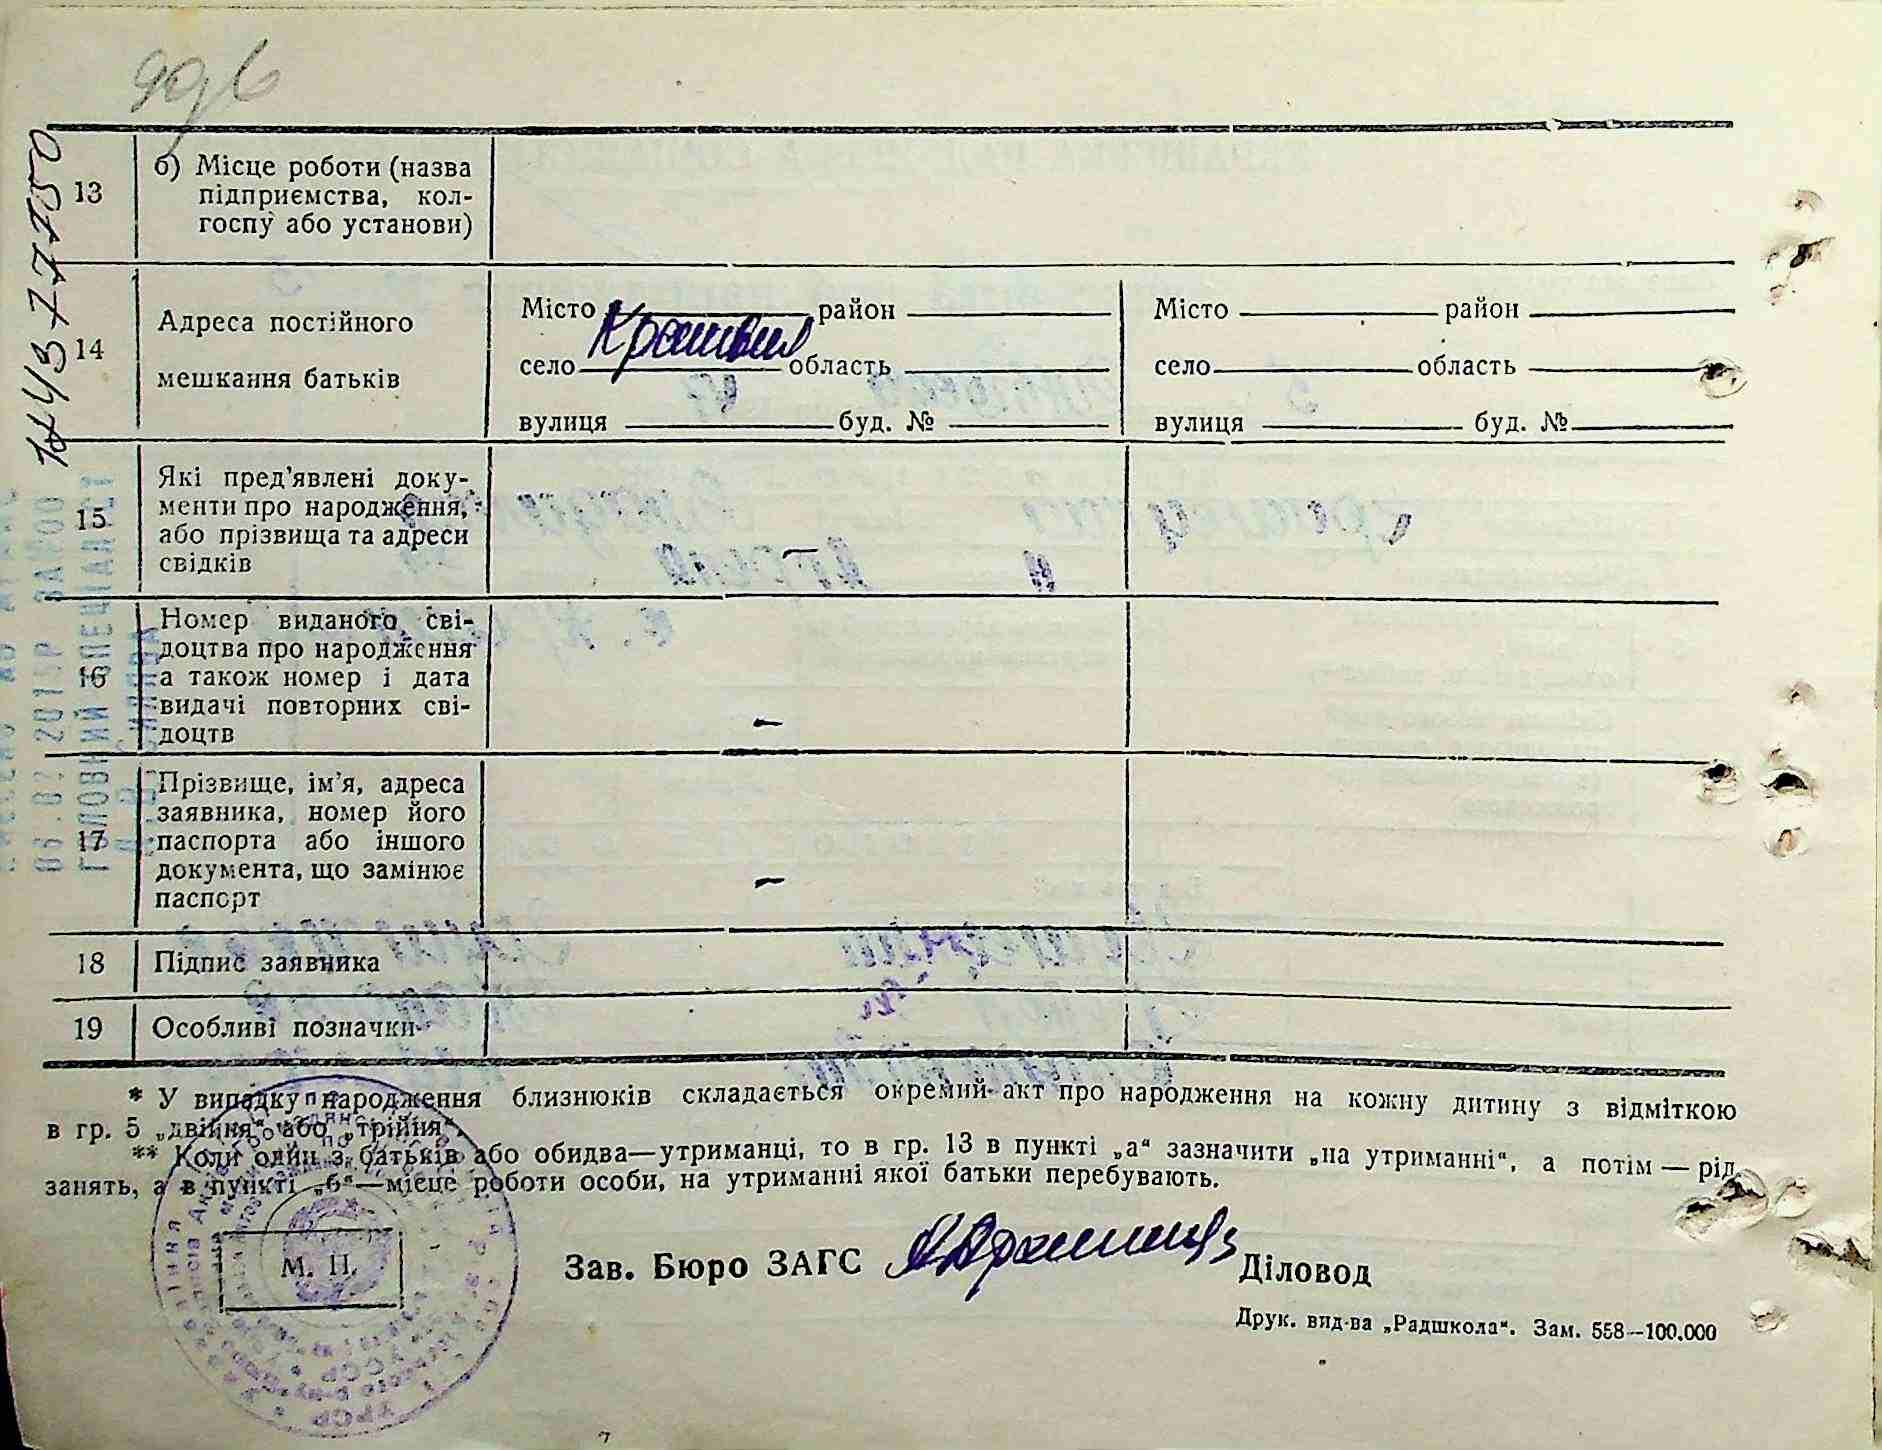 1443777750
13
б) Місце роботи (назва
підприємства, кол-
госпу або установи)
14
Адреса постійного
мешкання батьків
Місто район
село область
вулиця буд. №
Місто район
село область
вулиця буд. №
15
Які пред'явлені доку-
менти про народження,
або прізвища та адреси
свідків
–
16
Номер виданого сві-
доцтва про народження
а також номер і дата
видачі повторних сві-
доцтв
–
17
Прізвище, ім'я, адреса
заявника, номер його
паспорта або іншого
документа, що замінює
паспорт
–
18
Підпис заявника
19
Особливі позначки
* У випадку народження близнюків складається окремий акт про народження на кожну дитину з відміткою
в гр. 5 „двійня“ або „трійня“.
** Коли один з батьків або обидва—утриманці, то в гр. 13 в пункті „а“ зазначити „на утриманні“, а потім — рід
занять, а в пункті „б“—місце роботи особи, на утриманні якої батьки перебувають.
М. П.
Зав. Бюро ЗАГС
Діловод
Друк. вид-ва „Радшкола“. Зам. 558—100.000
ГОЛОВНИЙ СПЕЦІАЛІСТ